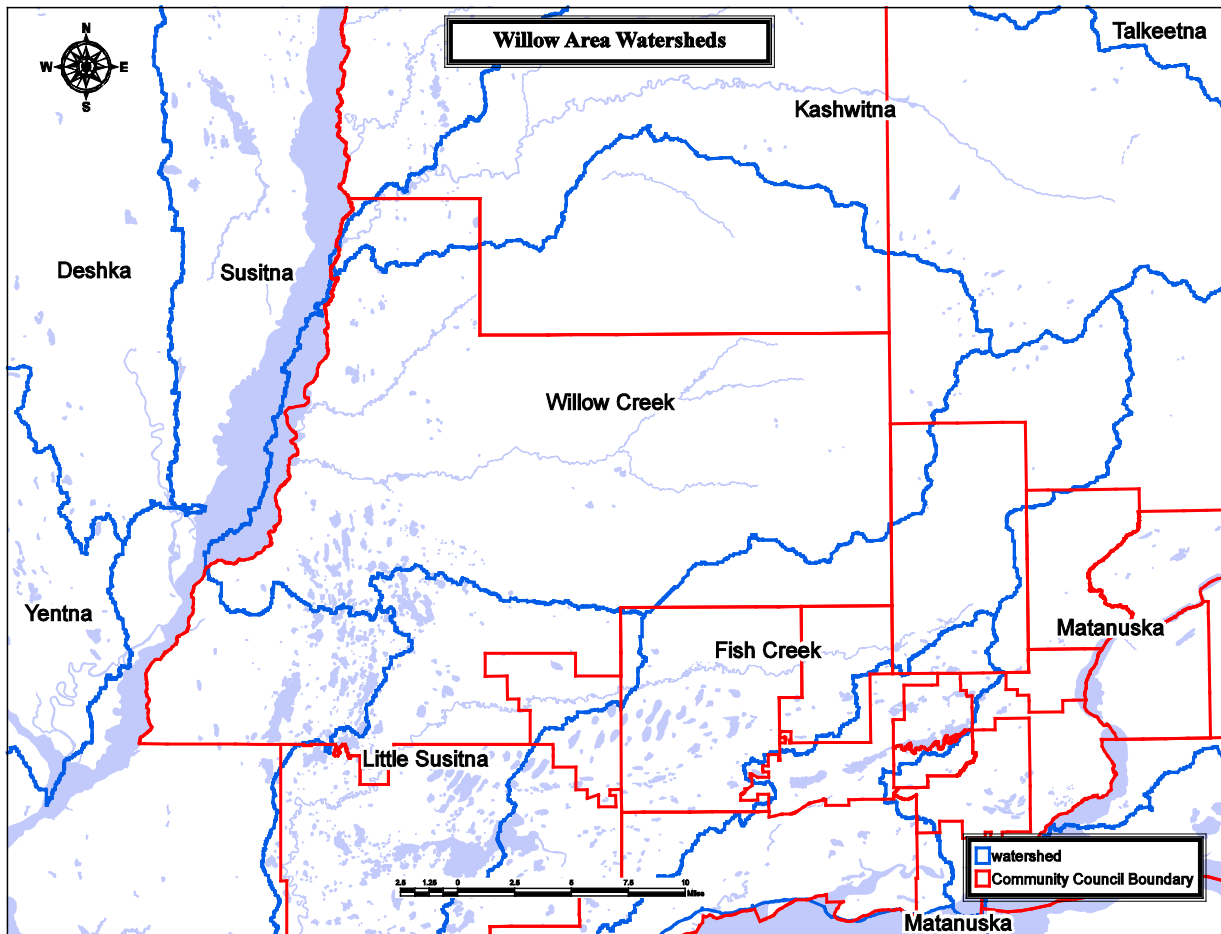 Willow Area Watersheds
Talkeetna
N
W
E
S
Kashwitna
Deshka
Susitna
Willow Creek
Yentna
Fish Creek
Matanuska
Little Susitna
2.5 1.25 0 2.5 5 7.5 10
Miles
watershed
Community Council Boundary
Matanuska